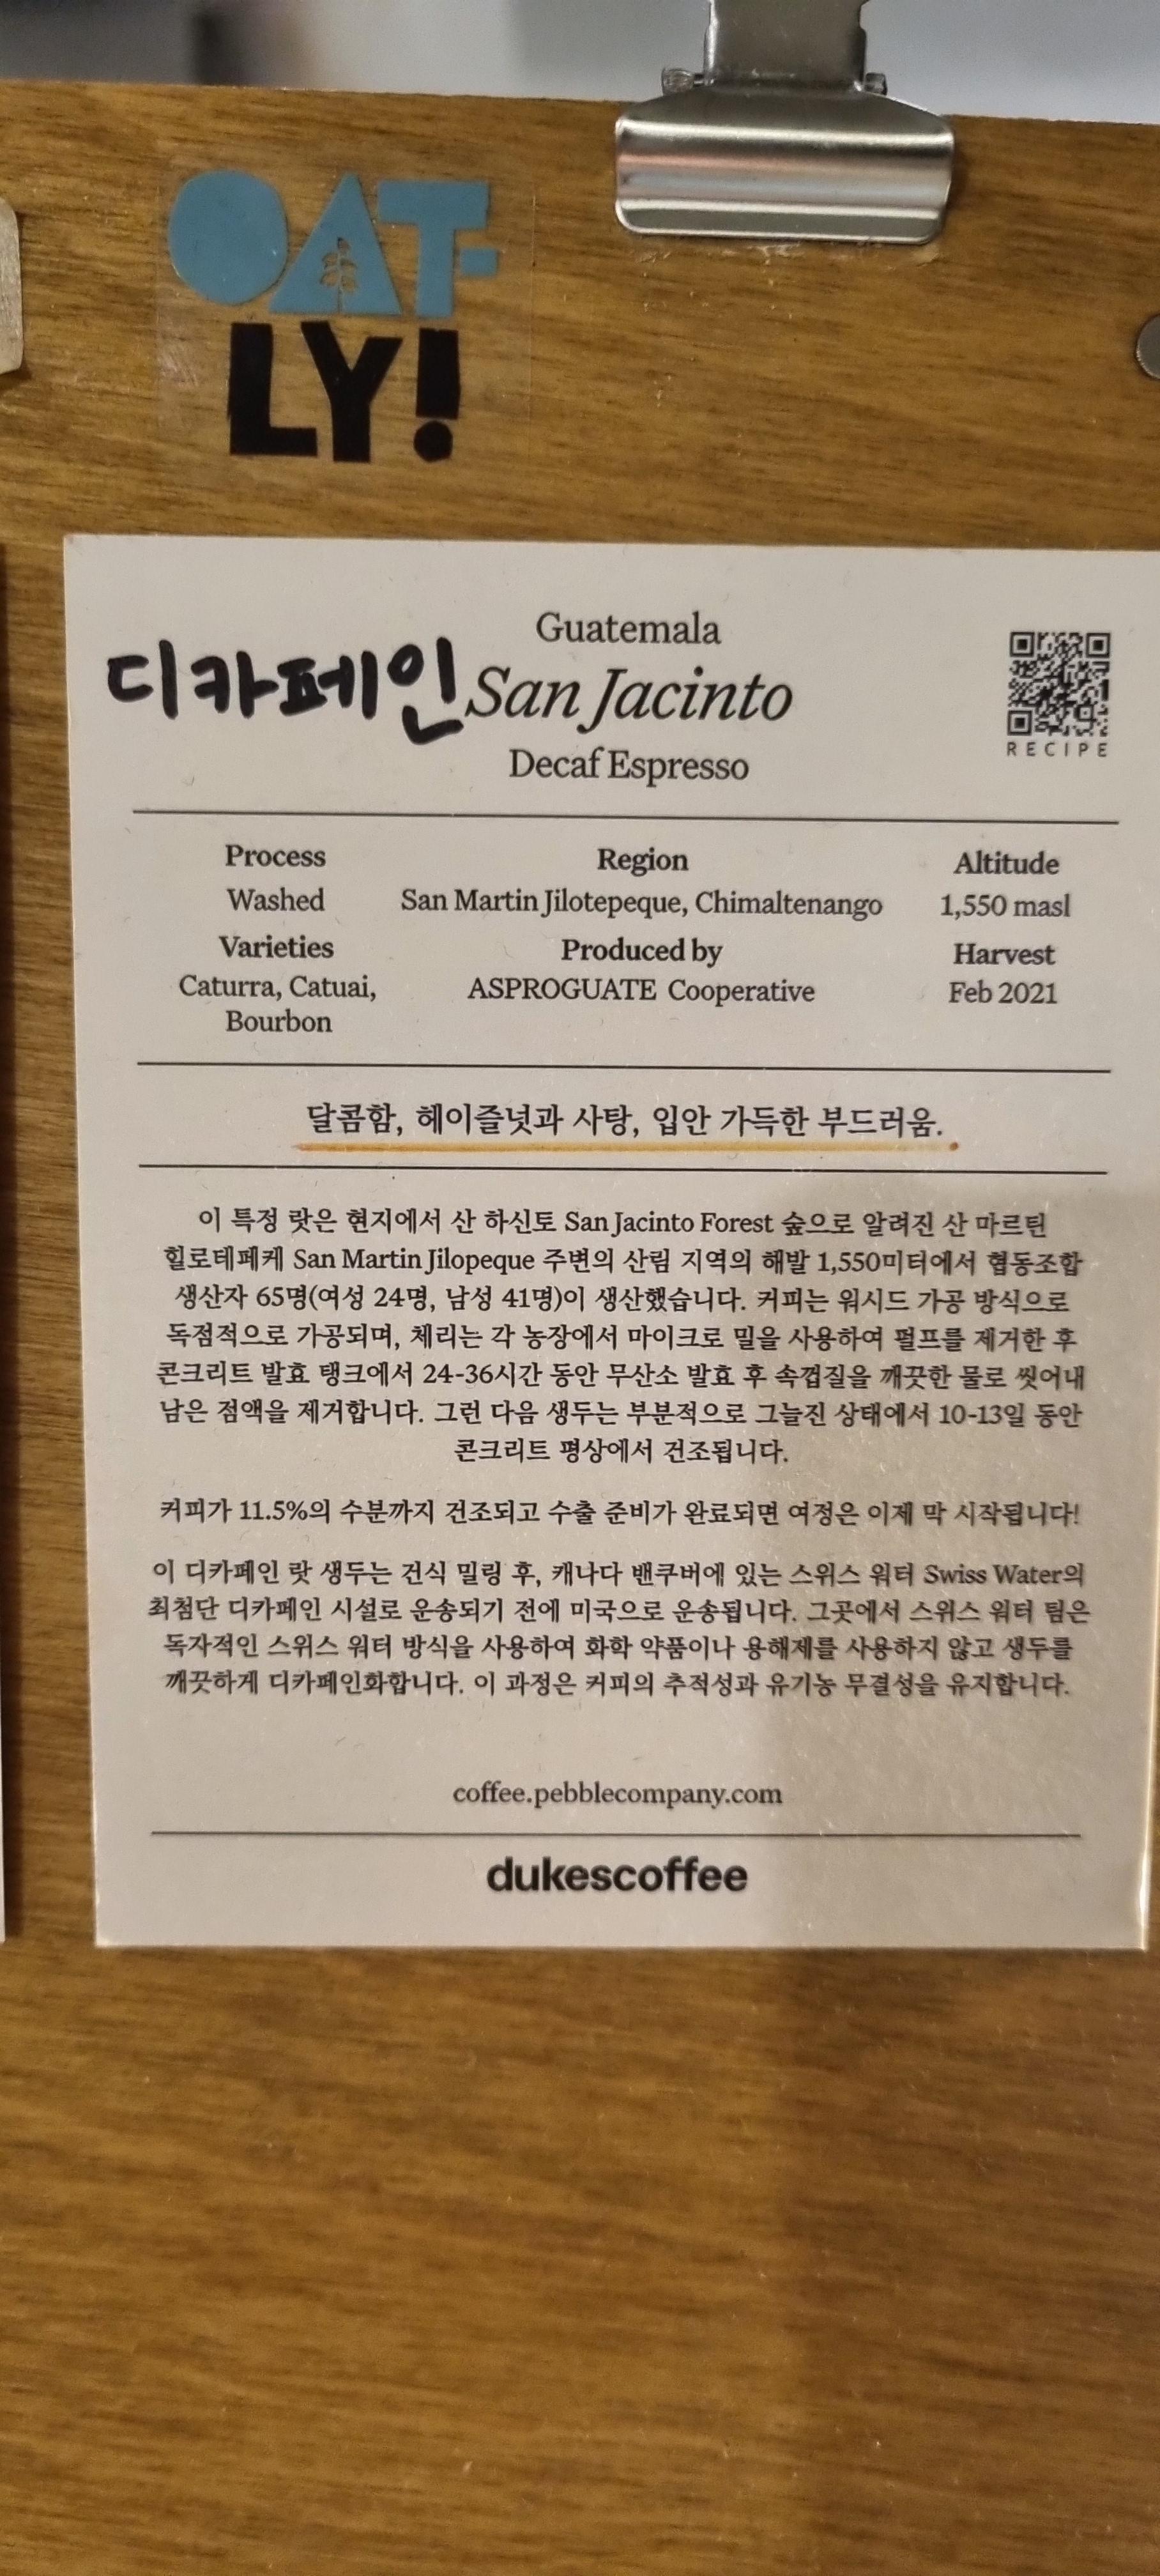 OAT-
LY!
Guatemala
디카페인 San Jacinto
Decaf Espresso
RECIPE
Process
Washed
Region
San Martin Jilotepeque, Chimaltenango
Altitude
1,550 masl
Varieties
Caturra, Catuai,
Bourbon
Produced by
ASPROGUATE Cooperative
Harvest
Feb 2021
달콤함, 헤이즐넛과 사탕, 입안 가득한 부드러움.
이 특정 랏은 현지에서 산 하신토 San Jacinto Forest 숲으로 알려진 산 마르틴
힐로테페케 San Martin Jilopeque 주변의 산림 지역의 해발 1,550미터에서 협동조합
생산자 65명(여성 24명, 남성 41명)이 생산했습니다. 커피는 워시드 가공 방식으로
독점적으로 가공되며, 체리는 각 농장에서 마이크로 밀을 사용하여 펄프를 제거한 후
콘크리트 발효 탱크에서 24-36시간 동안 무산소 발효 후 속껍질을 깨끗한 물로 씻어내
남은 점액을 제거합니다. 그런 다음 생두는 부분적으로 그늘진 상태에서 10-13일 동안
콘크리트 평상에서 건조됩니다.
커피가 11.5%의 수분까지 건조되고 수출 준비가 완료되면 여정은 이제 막 시작됩니다!
이 디카페인 랏 생두는 건식 밀링 후, 캐나다 밴쿠버에 있는 스위스 워터 Swiss Water의
최첨단 디카페인 시설로 운송되기 전에 미국으로 운송됩니다. 그곳에서 스위스 워터 팀은
독자적인 스위스 워터 방식을 사용하여 화학 약품이나 용해제를 사용하지 않고 생두를
깨끗하게 디카페인화합니다. 이 과정은 커피의 추적성과 유기농 무결성을 유지합니다.
coffee.pebblecompany.com
dukescoffee